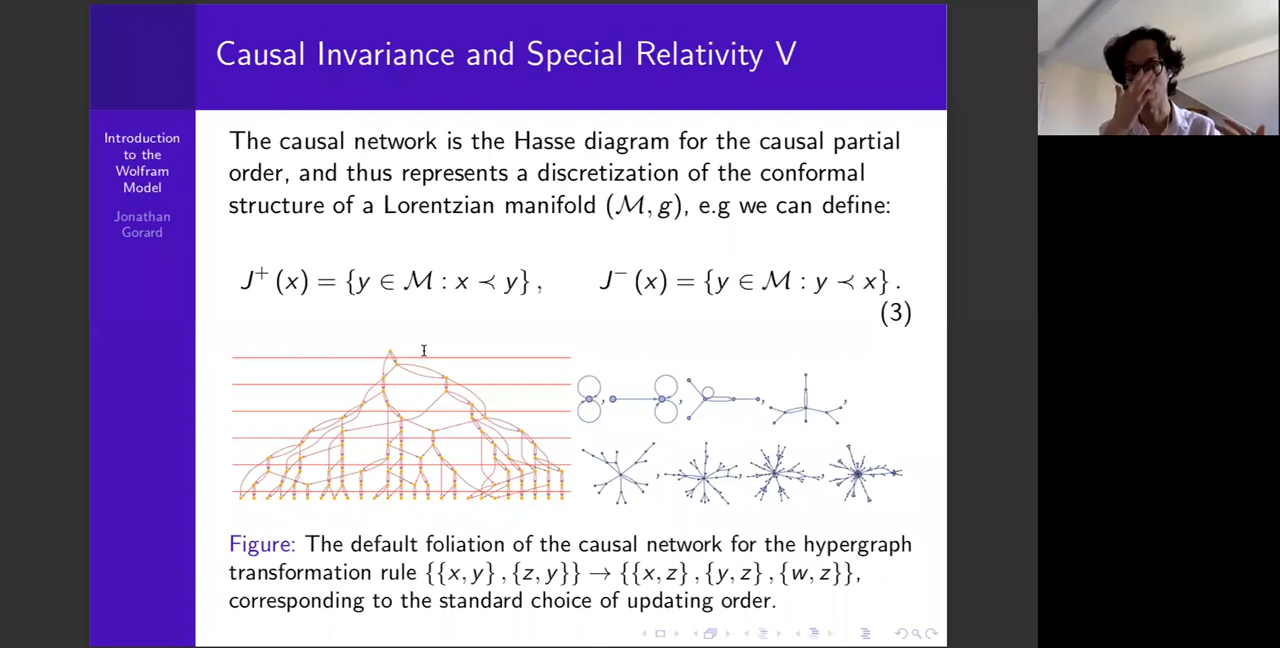 Causal Invariance and Special Relativity V
Introduction
to the
Wolfram
Model
Jonathan
Gorard
The causal network is the Hasse diagram for the causal partial
order, and thus represents a discretization of the conformal
structure of a Lorentzian manifold (ℳ, g), e.g we can define:
J⁺(x) = {y ∈ ℳ : x ≺ y}, J⁻(x) = {y ∈ ℳ : y ≺ x}.
(3)
Figure: The default foliation of the causal network for the hypergraph
transformation rule {{x, y}, {z, y}} → {{x, z}, {y, z}, {w, z}},
corresponding to the standard choice of updating order.